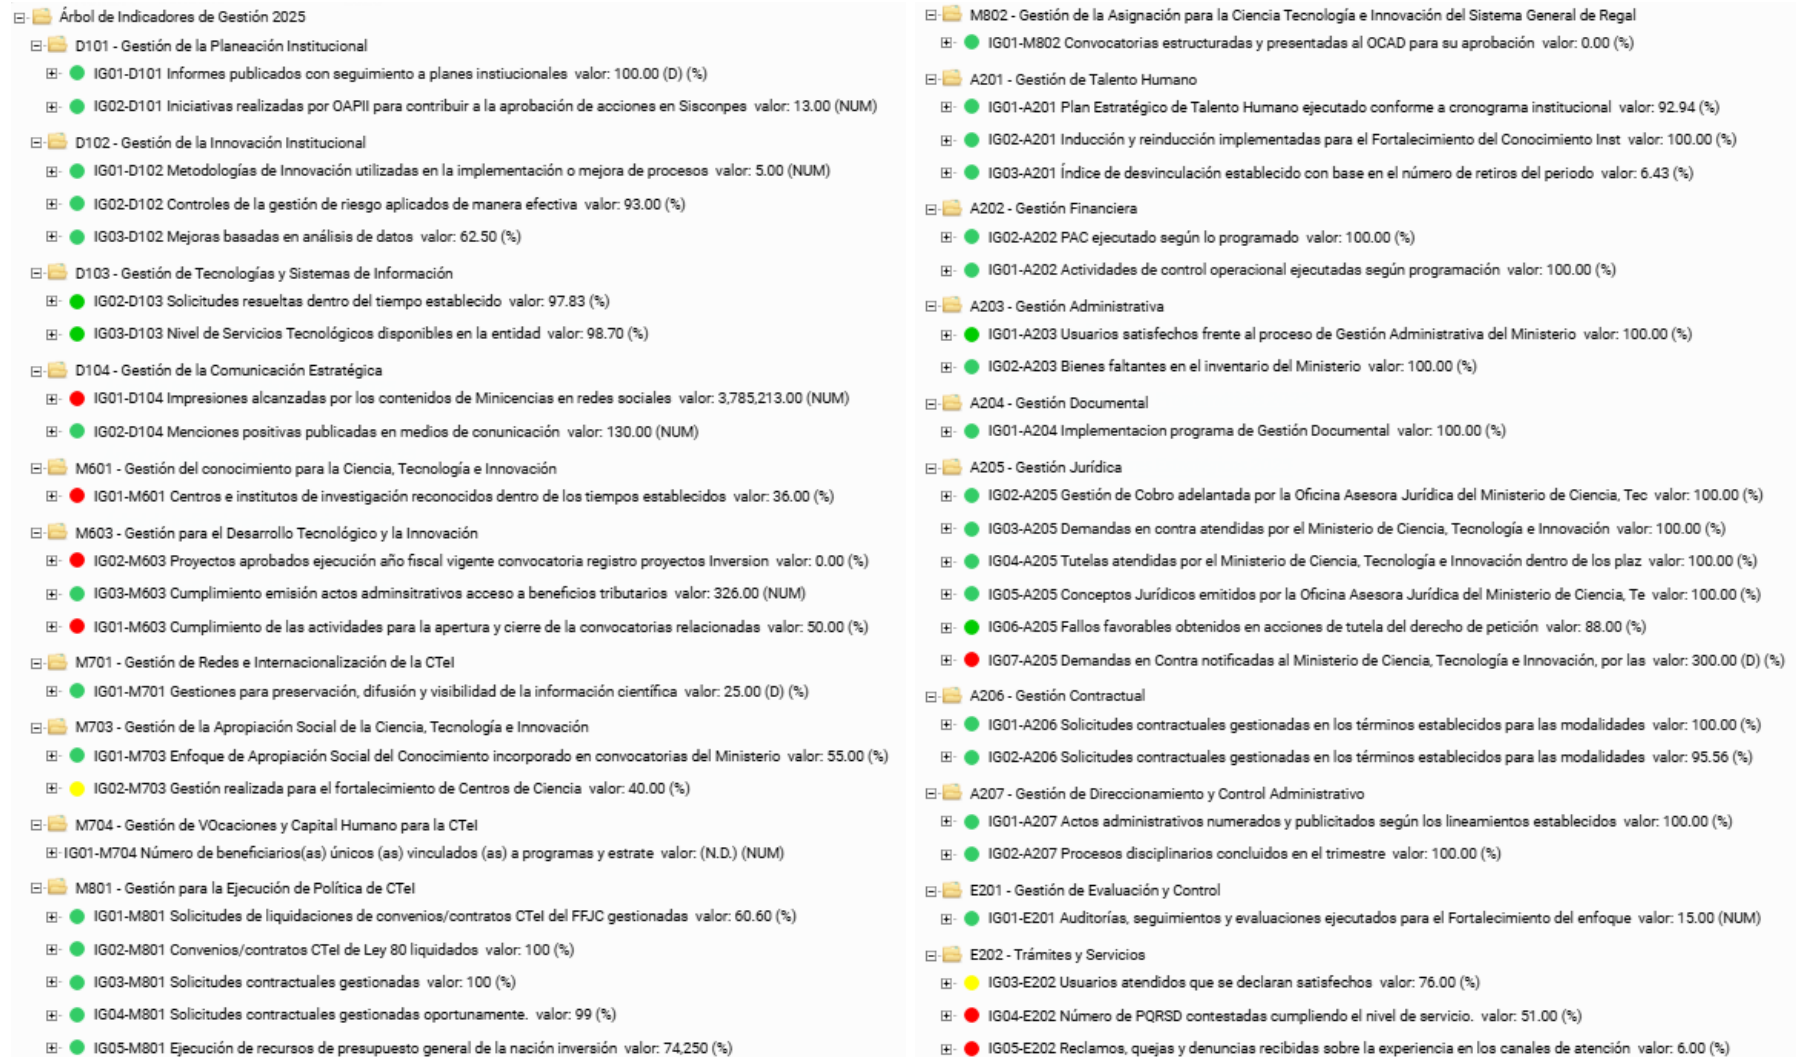 Árbol de Indicadores de Gestión 2025
D101 - Gestión de la Planeación Institucional
IG01-D101 Informes publicados con seguimiento a planes instiucionales valor: 100.00 (D) (%)
IG02-D101 Iniciativas realizadas por OAPII para contribuir a la aprobación de acciones en Sisconpes valor: 13.00 (NUM)
D102 - Gestión de la Innovación Institucional
IG01-D102 Metodologías de Innovación utilizadas en la implementación o mejora de procesos valor: 5.00 (NUM)
IG02-D102 Controles de la gestión de riesgo aplicados de manera efectiva valor: 93.00 (%)
IG03-D102 Mejoras basadas en análisis de datos valor: 62.50 (%)
D103 - Gestión de Tecnologías y Sistemas de Información
IG02-D103 Solicitudes resueltas dentro del tiempo establecido valor: 97.83 (%)
IG03-D103 Nivel de Servicios Tecnológicos disponibles en la entidad valor: 98.70 (%)
D104 - Gestión de la Comunicación Estratégica
IG01-D104 Impresiones alcanzadas por los contenidos de Minicencias en redes sociales valor: 3,785,213.00 (NUM)
IG02-D104 Menciones positivas publicadas en medios de conunicación valor: 130.00 (NUM)
M601 - Gestión del conocimiento para la Ciencia, Tecnología e Innovación
IG01-M601 Centros e institutos de investigación reconocidos dentro de los tiempos establecidos valor: 36.00 (%)
M603 - Gestión para el Desarrollo Tecnológico y la Innovación
IG02-M603 Proyectos aprobados ejecución año fiscal vigente convocatoria registro proyectos Inversion valor: 0.00 (%)
IG03-M603 Cumplimiento emisión actos adminsitrativos acceso a beneficios tributarios valor: 326.00 (NUM)
IG01-M603 Cumplimiento de las actividades para la apertura y cierre de la convocatorias relacionadas valor: 50.00 (%)
M701 - Gestión de Redes e Internacionalización de la CTeI
IG01-M701 Gestiones para preservación, difusión y visibilidad de la información científica valor: 25.00 (D) (%)
M703 - Gestión de la Apropiación Social de la Ciencia, Tecnología e Innovación
IG01-M703 Enfoque de Apropiación Social del Conocimiento incorporado en convocatorias del Ministerio valor: 55.00 (%)
IG02-M703 Gestión realizada para el fortalecimiento de Centros de Ciencia valor: 40.00 (%)
M704 - Gestión de VOcaciones y Capital Humano para la CTeI
IG01-M704 Número de beneficiarios(as) únicos (as) vinculados (as) a programas y estrate valor: (N.D.) (NUM)
M801 - Gestión para la Ejecución de Política de CTeI
IG01-M801 Solicitudes de liquidaciones de convenios/contratos CTeI del FFJC gestionadas valor: 60.60 (%)
IG02-M801 Convenios/contratos CTeI de Ley 80 liquidados valor: 100 (%)
IG03-M801 Solicitudes contractuales gestionadas valor: 100 (%)
IG04-M801 Solicitudes contractuales gestionadas oportunamente. valor: 99 (%)
IG05-M801 Ejecución de recursos de presupuesto general de la nación inversión valor: 74,250 (%)
M802 - Gestión de la Asignación para la Ciencia Tecnología e Innovación del Sistema General de Regal
IG01-M802 Convocatorias estructuradas y presentadas al OCAD para su aprobación valor: 0.00 (%)
A201 - Gestión de Talento Humano
IG01-A201 Plan Estratégico de Talento Humano ejecutado conforme a cronograma institucional valor: 92.94 (%)
IG02-A201 Inducción y reinducción implementadas para el Fortalecimiento del Conocimiento Inst valor: 100.00 (%)
IG03-A201 Índice de desvinculación establecido con base en el número de retiros del periodo valor: 6.43 (%)
A202 - Gestión Financiera
IG02-A202 PAC ejecutado según lo programado valor: 100.00 (%)
IG01-A202 Actividades de control operacional ejecutadas según programación valor: 100.00 (%)
A203 - Gestión Administrativa
IG01-A203 Usuarios satisfechos frente al proceso de Gestión Administrativa del Ministerio valor: 100.00 (%)
IG02-A203 Bienes faltantes en el inventario del Ministerio valor: 100.00 (%)
A204 - Gestión Documental
IG01-A204 Implementacion programa de Gestión Documental valor: 100.00 (%)
A205 - Gestión Jurídica
IG02-A205 Gestión de Cobro adelantada por la Oficina Asesora Jurídica del Ministerio de Ciencia, Tec valor: 100.00 (%)
IG03-A205 Demandas en contra atendidas por el Ministerio de Ciencia, Tecnología e Innovación valor: 100.00 (%)
IG04-A205 Tutelas atendidas por el Ministerio de Ciencia, Tecnología e Innovación dentro de los plaz valor: 100.00 (%)
IG05-A205 Conceptos Jurídicos emitidos por la Oficina Asesora Jurídica del Ministerio de Ciencia, Te valor: 100.00 (%)
IG06-A205 Fallos favorables obtenidos en acciones de tutela del derecho de petición valor: 88.00 (%)
IG07-A205 Demandas en Contra notificadas al Ministerio de Ciencia, Tecnología e Innovación, por las valor: 300.00 (D) (%)
A206 - Gestión Contractual
IG01-A206 Solicitudes contractuales gestionadas en los términos establecidos para las modalidades valor: 100.00 (%)
IG02-A206 Solicitudes contractuales gestionadas en los términos establecidos para las modalidades valor: 95.56 (%)
A207 - Gestión de Direccionamiento y Control Administrativo
IG01-A207 Actos administrativos numerados y publicitados según los lineamientos establecidos valor: 100.00 (%)
IG02-A207 Procesos disciplinarios concluidos en el trimestre valor: 100.00 (%)
E201 - Gestión de Evaluación y Control
IG01-E201 Auditorías, seguimientos y evaluaciones ejecutados para el Fortalecimiento del enfoque valor: 15.00 (NUM)
E202 - Trámites y Servicios
IG03-E202 Usuarios atendidos que se declaran satisfechos valor: 76.00 (%)
IG04-E202 Número de PQRSD contestadas cumpliendo el nivel de servicio. valor: 51.00 (%)
IG05-E202 Reclamos, quejas y denuncias recibidas sobre la experiencia en los canales de atención valor: 6.00 (%)